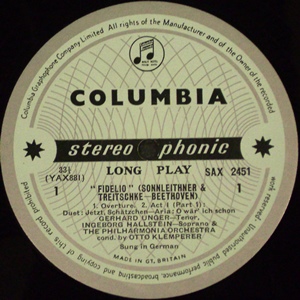 Columbia Graphophone Company Limited. All rights of the Manufacturer and of the Owner of the recorded
work reserved. Unauthorised public performance, broadcasting and copying of this record prohibited
COLUMBIA
stereo phonic
33⅓ LONG PLAY SAX 2451
(YAX881)
1 1
"FIDELIO" (SONNLEITHNER &
TREITSCHKE—BEETHOVEN)
1. Overture. 2. Act I (Part 1):
Duet: Jetzt, Schätzchen—Aria: O wär' ich schon
GERHARD UNGER—Tenor,
INGEBORG HALLSTEIN—Soprano &
THE PHILHARMONIA ORCHESTRA
cond. by OTTO KLEMPERER
Sung in German
MADE IN GT. BRITAIN